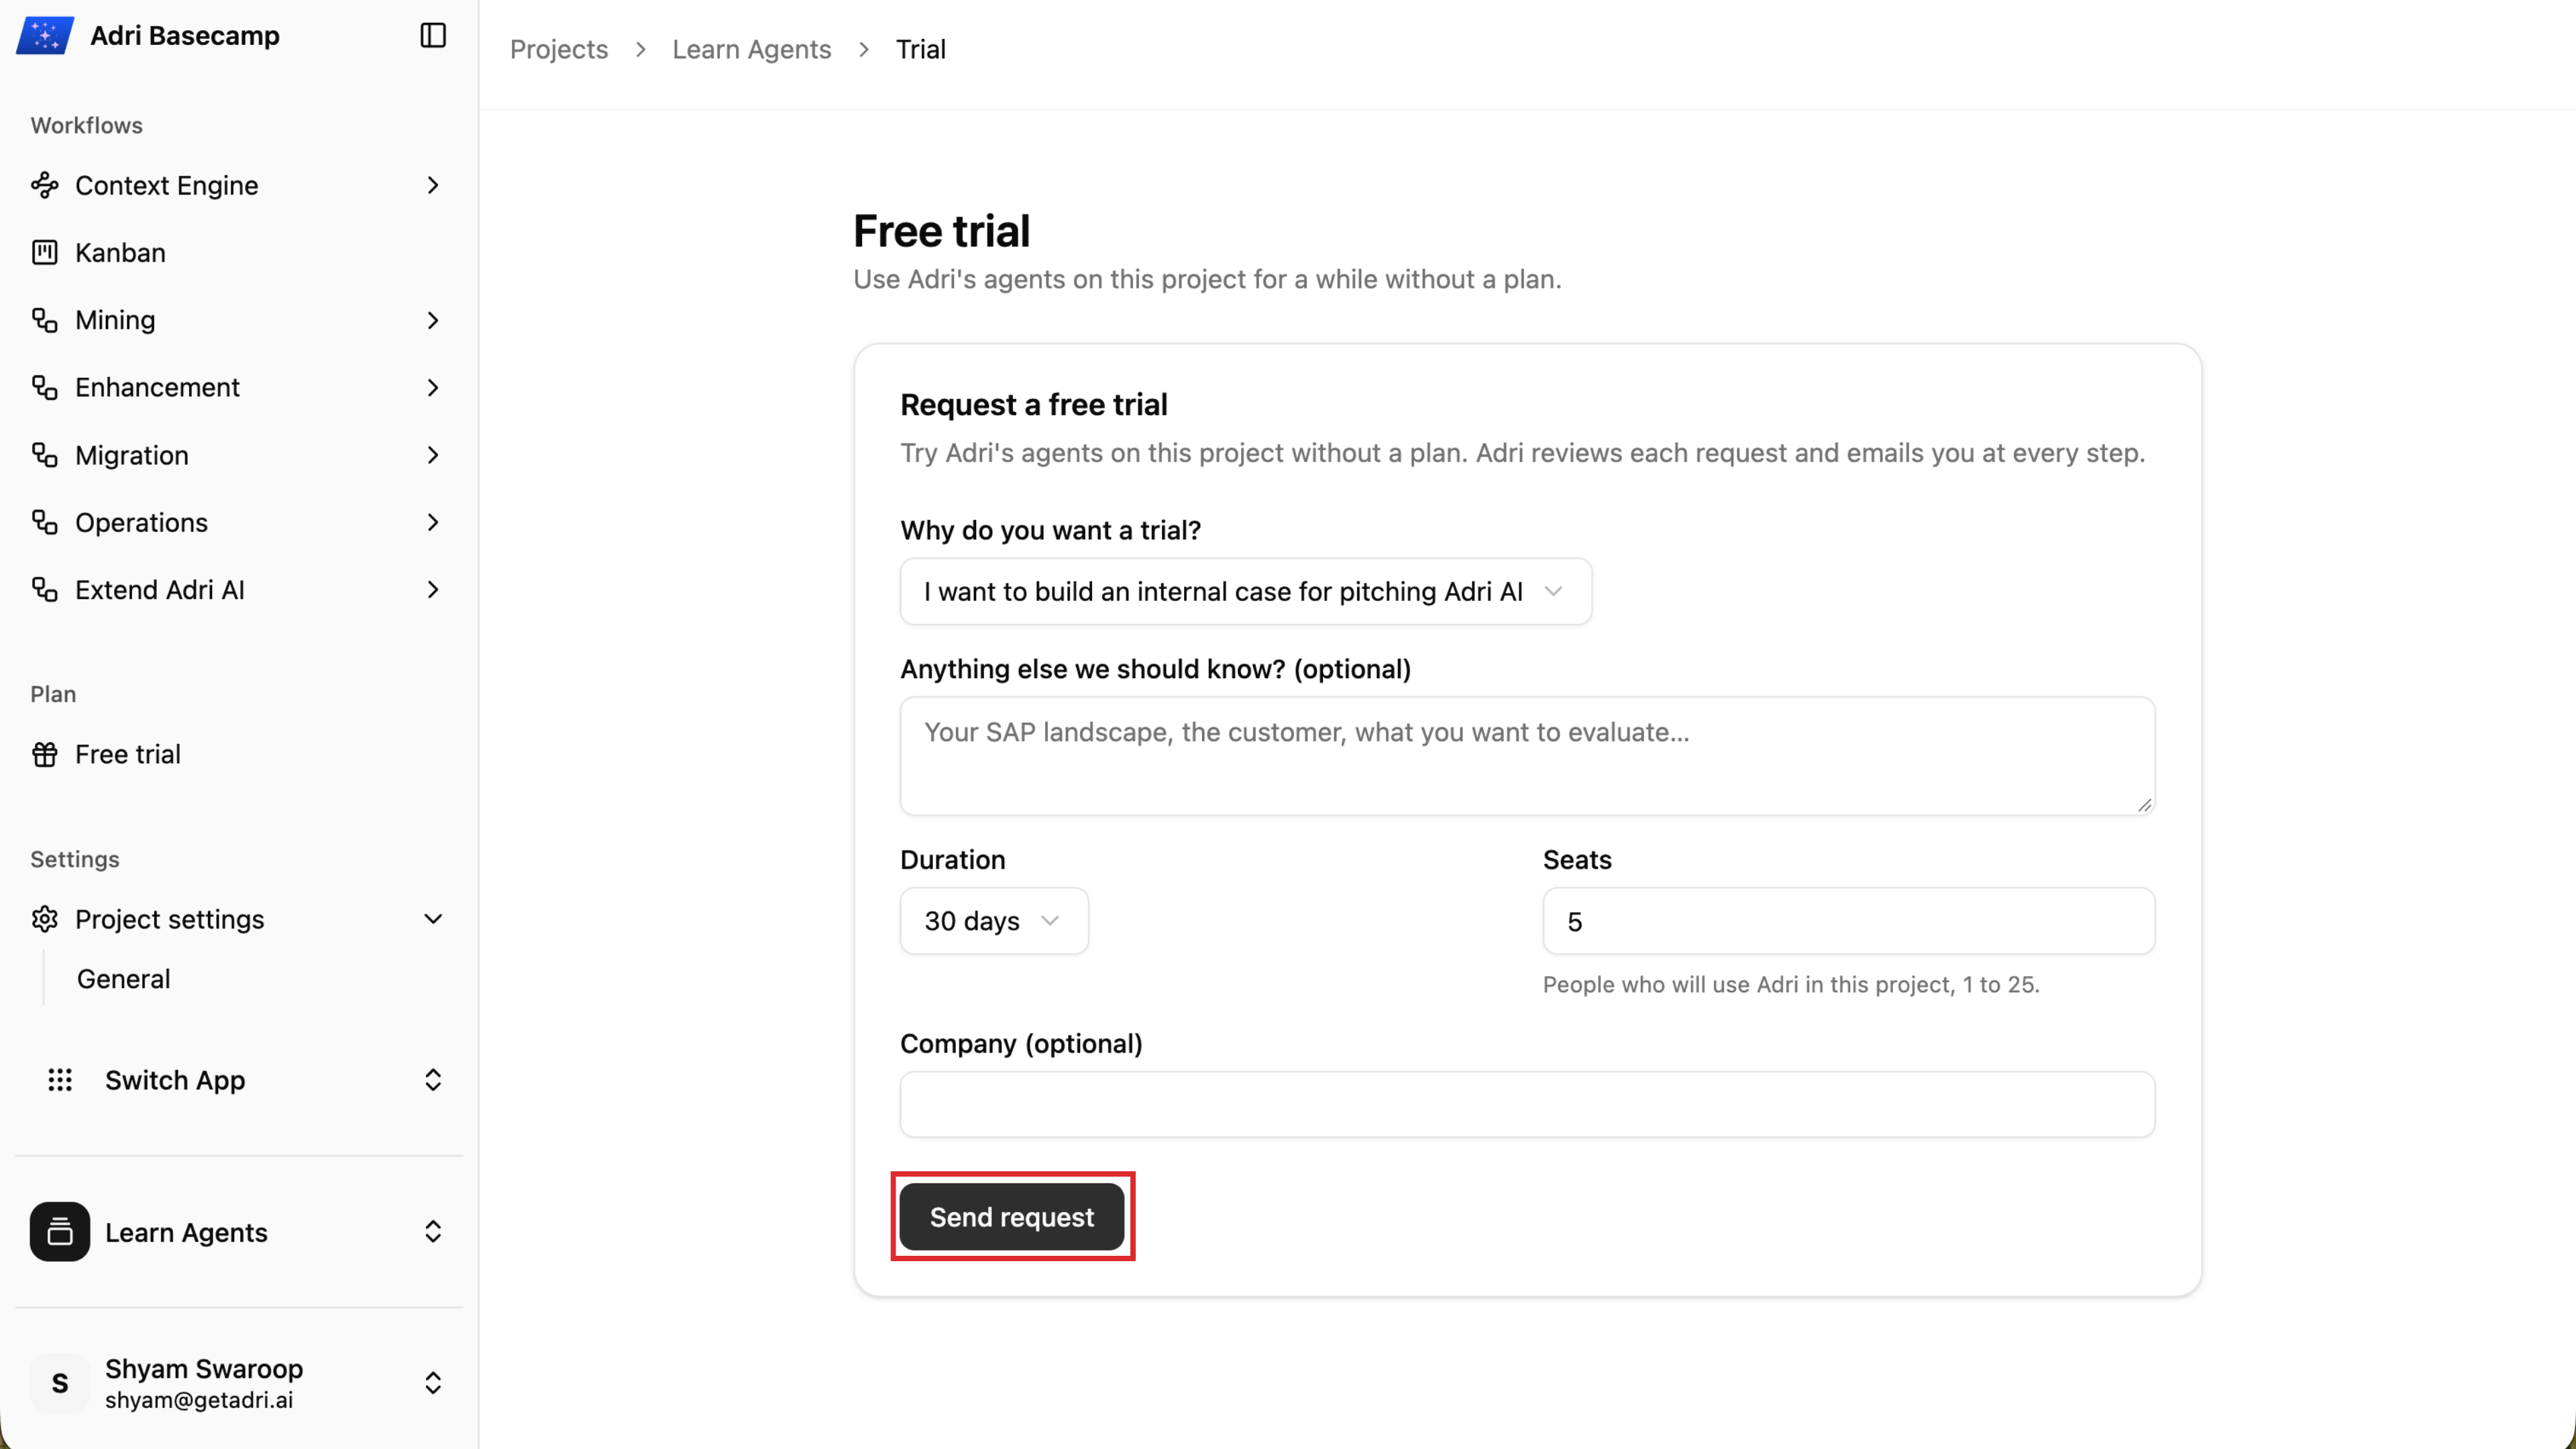 Adri Basecamp
Workflows
Context Engine
Kanban
Mining
Enhancement
Migration
Operations
Extend Adri AI
Plan
Free trial
Settings
Project settings
General
Switch App
Learn Agents
S
Shyam Swaroop
shyam@getadri.ai
Projects > Learn Agents > Trial
Free trial
Use Adri's agents on this project for a while without a plan.
Request a free trial
Try Adri's agents on this project without a plan. Adri reviews each request and emails you at every step.
Why do you want a trial?
I want to build an internal case for pitching Adri AI
Anything else we should know? (optional)
Your SAP landscape, the customer, what you want to evaluate...
Duration
30 days
Seats
5
People who will use Adri in this project, 1 to 25.
Company (optional)
Send request